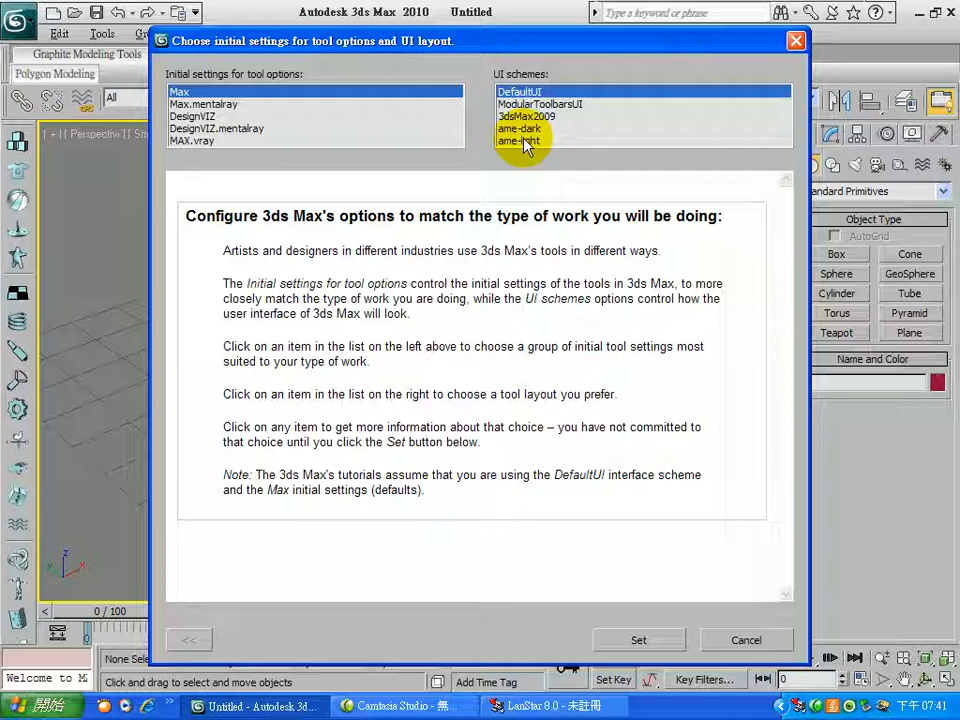 Autodesk 3ds Max 2010 Untitled
Type a keyword or phrase
Edit Tools
Graphite Modeling Tools
Polygon Modeling
All
[ + ] [ Perspective ]
Choose initial settings for tool options and UI layout.
Initial settings for tool options:
Max
Max.mentalray
DesignVIZ
DesignVIZ.mentalray
MAX.vray
UI schemes:
DefaultUI
ModularToolbarsUI
3dsMax2009
ame-dark
ame-light
Configure 3ds Max's options to match the type of work you will be doing:
Artists and designers in different industries use 3ds Max's tools in different ways.
The Initial settings for tool options control the initial settings of the tools in 3ds Max, to more
closely match the type of work you are doing, while the UI schemes options control how the
user interface of 3ds Max will look.
Click on an item in the list on the left above to choose a group of initial tool settings most
suited to your type of work.
Click on an item in the list on the right to choose a tool layout you prefer.
Click on any item to get more information about that choice – you have not committed to
that choice until you click the Set button below.
Note: The 3ds Max's tutorials assume that you are using the DefaultUI interface scheme
and the Max initial settings (defaults).
<< Set Cancel
andard Primitives
Object Type
AutoGrid
Box Cone
Sphere GeoSphere
Cylinder Tube
Torus Pyramid
Teapot Plane
Name and Color
z
y x
< 0 / 100
0
None Sele
Welcome to M
Click and drag to select and move objects
Add Time Tag
Set Key Key Filters...
0
開始
Untitled - Autodesk 3d...
Camtasia Studio - 無...
LanStar 8.0 - 未註冊
下午 07:41